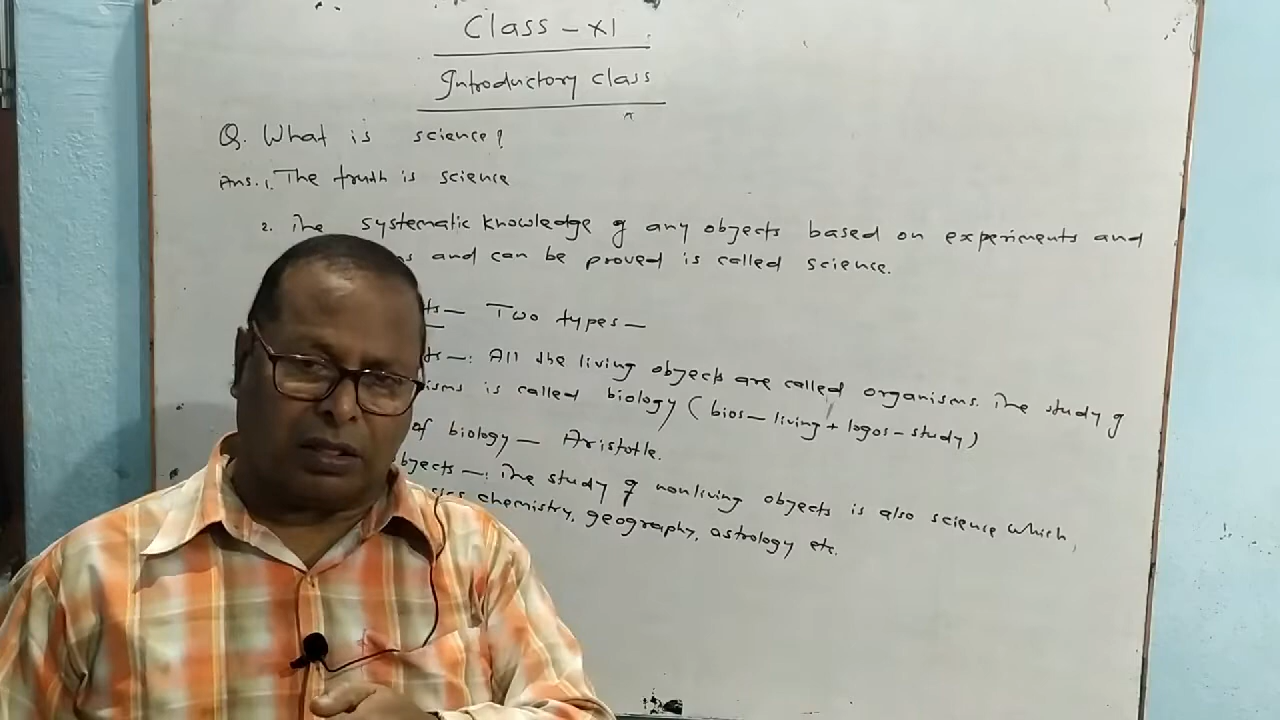 Class - XI
Introductory class
Q. What is science?
Ans. 1. The truth is science
2. The systematic knowledge of any objects based on experiments and
and can be proved is called science.
Two types -
All the living objects are called organisms. The study of
is called biology (bios - living + logos - study)
of biology - Aristotle.
The study of nonliving objects is also science which
chemistry, geography, astrology etc.